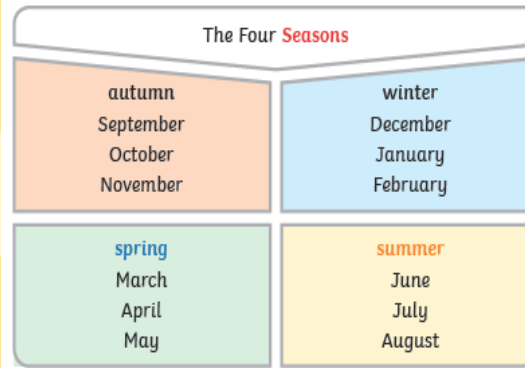 The Four Seasons
autumn
September
October
November
winter
December
January
February
spring
March
April
May
summer
June
July
August